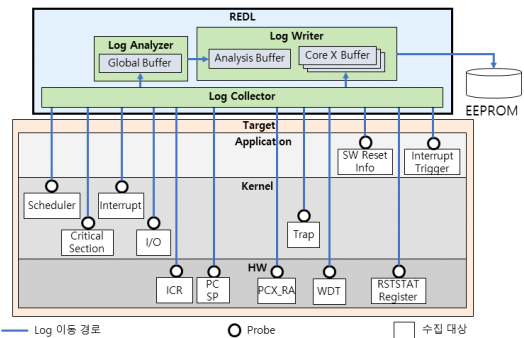 REDL
Log Writer
Log Analyzer
Global Buffer
Analysis Buffer
Core X Buffer
Log Collector
EEPROM
Target
Application
SW Reset
Info
Interrupt
Trigger
Kernel
Scheduler
Interrupt
Critical
Section
I/O
Trap
HW
ICR
PC
SP
PCX_RA
WDT
RSTSTAT
Register
Log 이동 경로
Probe
수집 대상